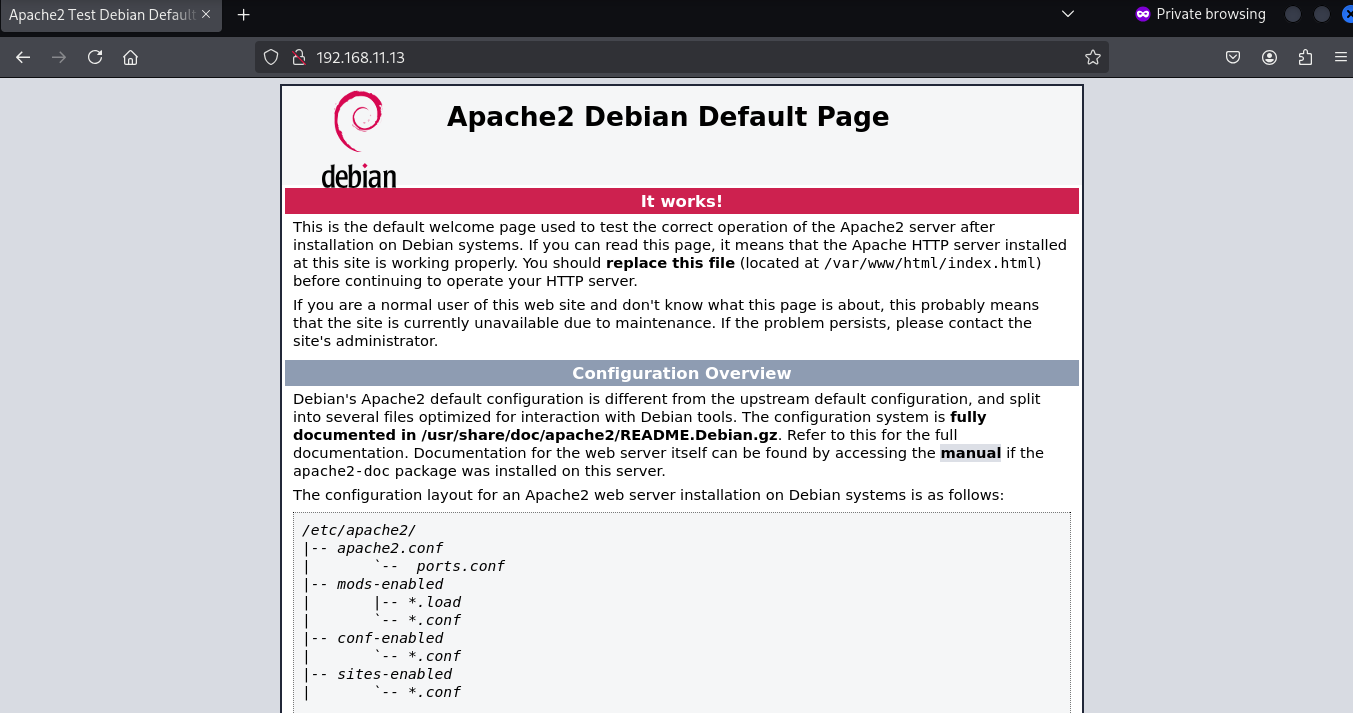 Apache2 Test Debian Default
Private browsing
192.168.11.13
debian
Apache2 Debian Default Page
It works!
This is the default welcome page used to test the correct operation of the Apache2 server after
installation on Debian systems. If you can read this page, it means that the Apache HTTP server installed
at this site is working properly. You should replace this file (located at /var/www/html/index.html)
before continuing to operate your HTTP server.
If you are a normal user of this web site and don't know what this page is about, this probably means
that the site is currently unavailable due to maintenance. If the problem persists, please contact the
site's administrator.
Configuration Overview
Debian's Apache2 default configuration is different from the upstream default configuration, and split
into several files optimized for interaction with Debian tools. The configuration system is fully
documented in /usr/share/doc/apache2/README.Debian.gz. Refer to this for the full
documentation. Documentation for the web server itself can be found by accessing the manual if the
apache2-doc package was installed on this server.
The configuration layout for an Apache2 web server installation on Debian systems is as follows:
/etc/apache2/
|-- apache2.conf
|       `--  ports.conf
|-- mods-enabled
|       |-- *.load
|       `-- *.conf
|-- conf-enabled
|       `-- *.conf
|-- sites-enabled
|       `-- *.conf